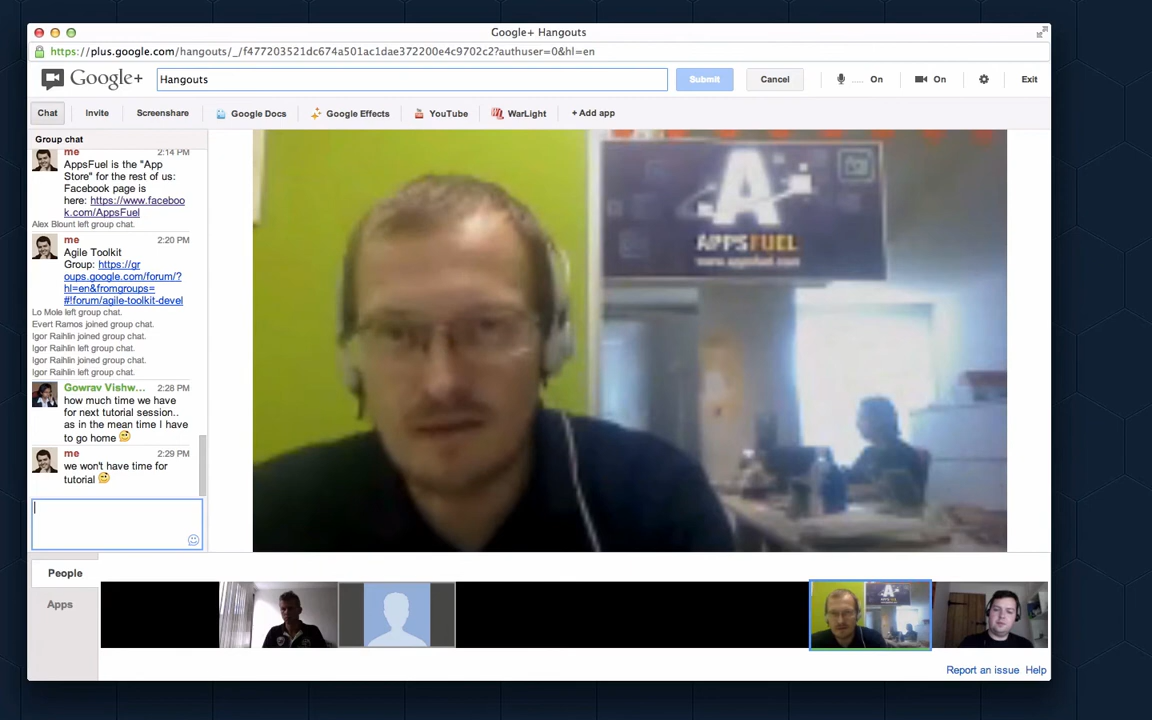 Google+ Hangouts
https://plus.google.com/hangouts/_/f477203521dc674a501ac1dae372200e4c9702c2?authuser=0&hl=en
Google+
Hangouts
Submit
Cancel
On
On
Exit
Chat
Invite
Screenshare
Google Docs
Google Effects
YouTube
WarLight
+ Add app
Group chat
me 2:14 PM
AppsFuel is the "App
Store" for the rest of us:
Facebook page is
here: https://www.faceboo
k.com/AppsFuel
Alex Blount left group chat.
me 2:20 PM
Agile Toolkit
Group: https://gr
oups.google.com/forum/?
hl=en&fromgroups=
#!forum/agile-toolkit-devel
Lo Mole left group chat.
Evert Ramos joined group chat.
Igor Raihlin joined group chat.
Igor Raihlin left group chat.
Igor Raihlin joined group chat.
Igor Raihlin left group chat.
Gowrav Vishw... 2:28 PM
how much time we have
for next tutorial session..
as in the mean time I have
to go home
me 2:29 PM
we won't have time for
tutorial
A
APPSFUEL
www.appsfuel.com
People
Apps
Report an issue Help